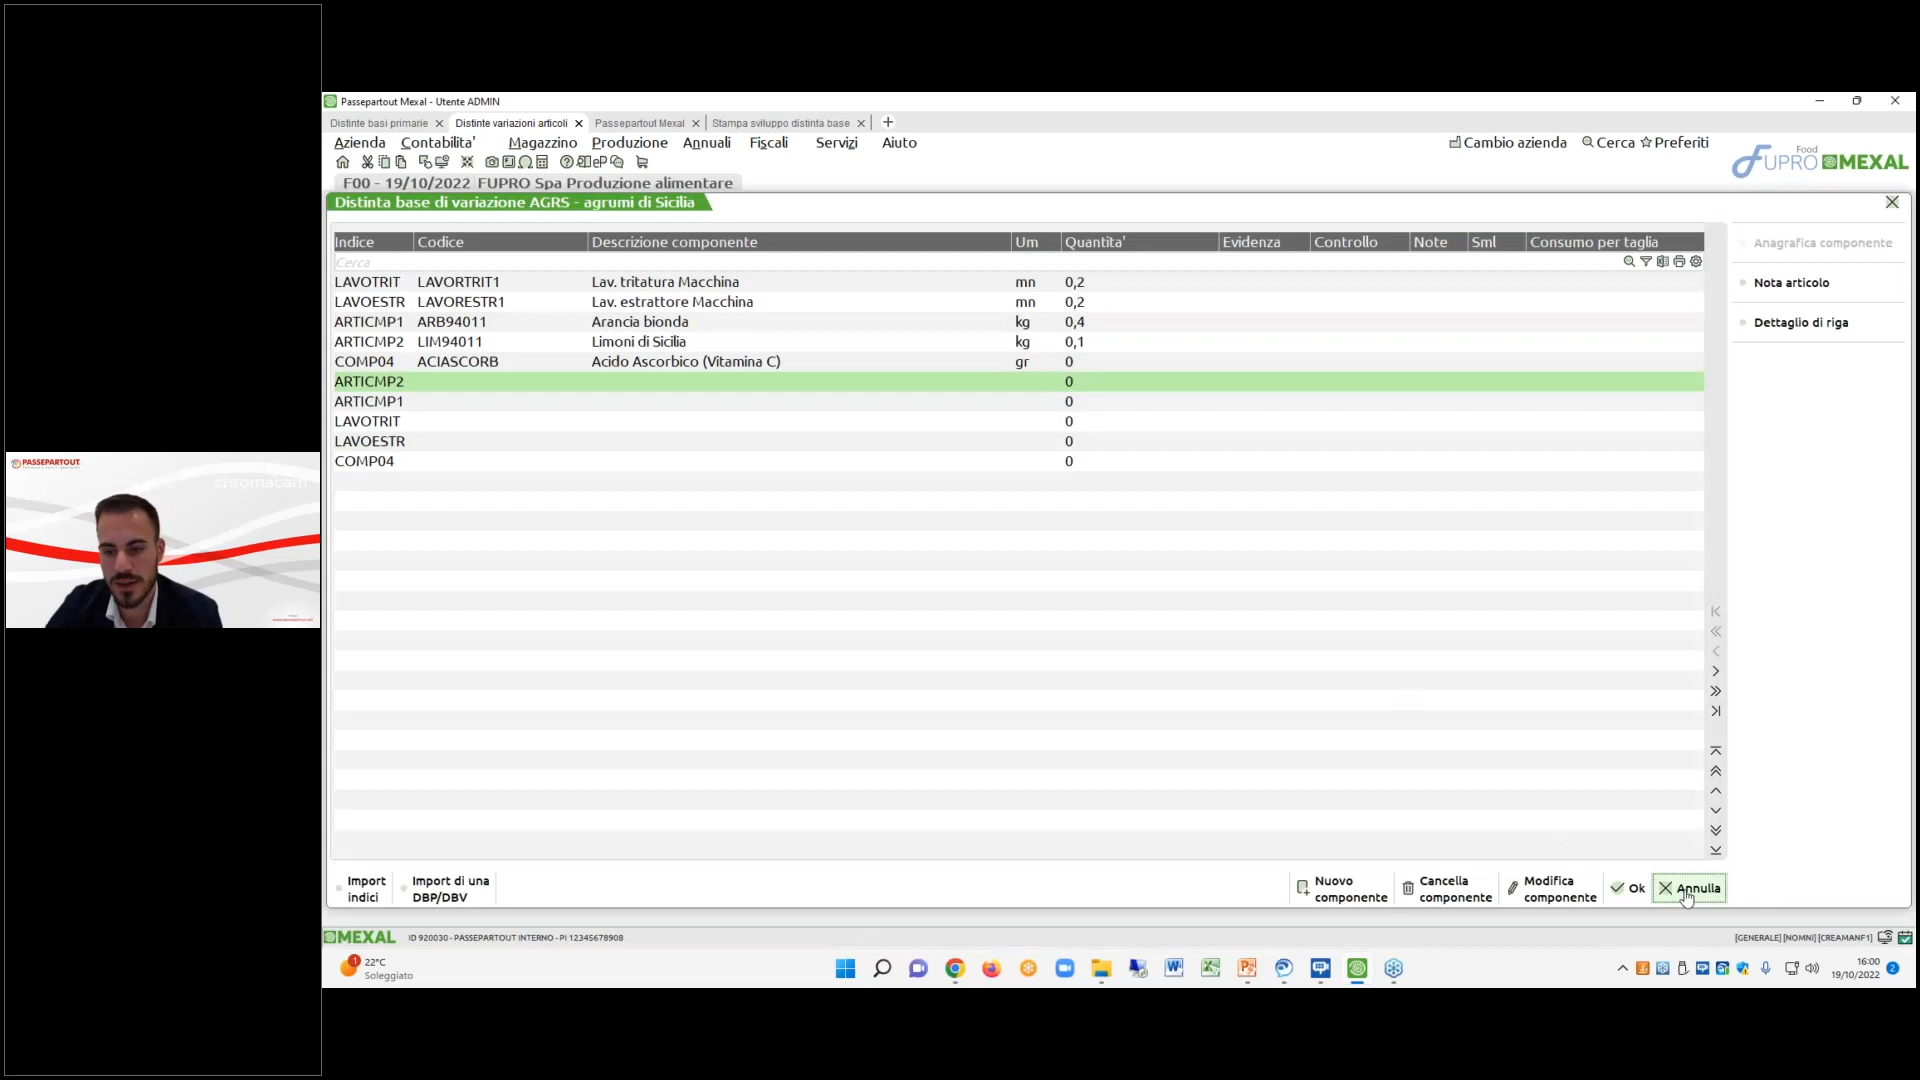 Passepartout Mexal - Utente ADMIN
Distinte basi primarie Distinte variazioni articoli Passepartout Mexal Stampa sviluppo distinta base
Azienda Contabilita' Magazzino Produzione Annuali Fiscali Servizi Aiuto Cambio azienda Cerca Preferiti
Food
FUPRO MEXAL
F00 - 19/10/2022 FUPRO Spa Produzione alimentare
Distinta base di variazione AGRS - agrumi di Sicilia
Indice Codice Descrizione componente Um Quantita' Evidenza Controllo Note Sml Consumo per taglia
Cerca
LAVOTRIT LAVORTRIT1 Lav. tritatura Macchina mn 0,2
LAVOESTR LAVORESTR1 Lav. estrattore Macchina mn 0,2
ARTICMP1 ARB94011 Arancia bionda kg 0,4
ARTICMP2 LIM94011 Limoni di Sicilia kg 0,1
COMP04 ACIASCORB Acido Ascorbico (Vitamina C) gr 0
ARTICMP2 0
ARTICMP1 0
LAVOTRIT 0
LAVOESTR 0
COMP04 0
Anagrafica componente
Nota articolo
Dettaglio di riga
PASSEPARTOUT
chromacam
Import indici
Import di una DBP/DBV
Nuovo componente
Cancella componente
Modifica componente
Ok
Annulla
MEXAL ID 920030 - PASSEPARTOUT INTERNO - PI 12345678908 [GENERALE] [NOMNI] [CREAMANF1]
1 22°C
Soleggiato
16:00
19/10/2022 2